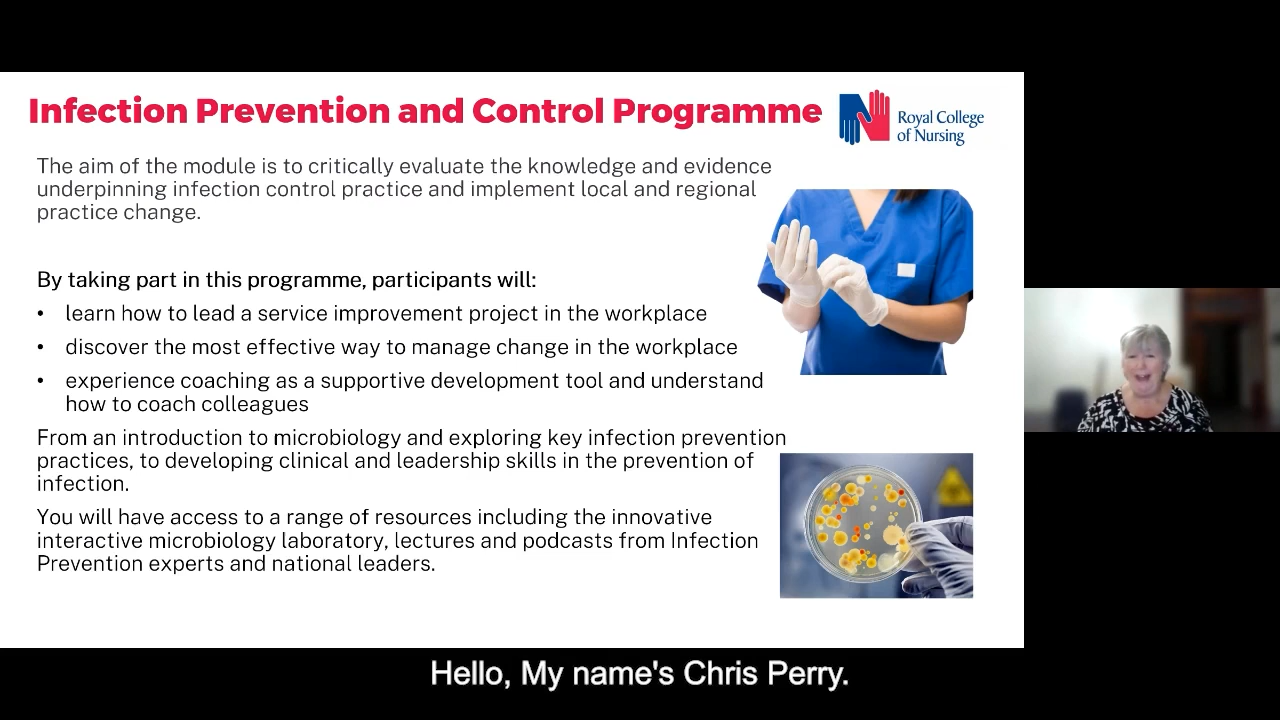 Infection Prevention and Control Programme
Royal College
of Nursing
The aim of the module is to critically evaluate the knowledge and evidence
underpinning infection control practice and implement local and regional
practice change.
By taking part in this programme, participants will:
• learn how to lead a service improvement project in the workplace
• discover the most effective way to manage change in the workplace
• experience coaching as a supportive development tool and understand
how to coach colleagues
From an introduction to microbiology and exploring key infection prevention
practices, to developing clinical and leadership skills in the prevention of
infection.
You will have access to a range of resources including the innovative
interactive microbiology laboratory, lectures and podcasts from Infection
Prevention experts and national leaders.
Hello, My name's Chris Perry.